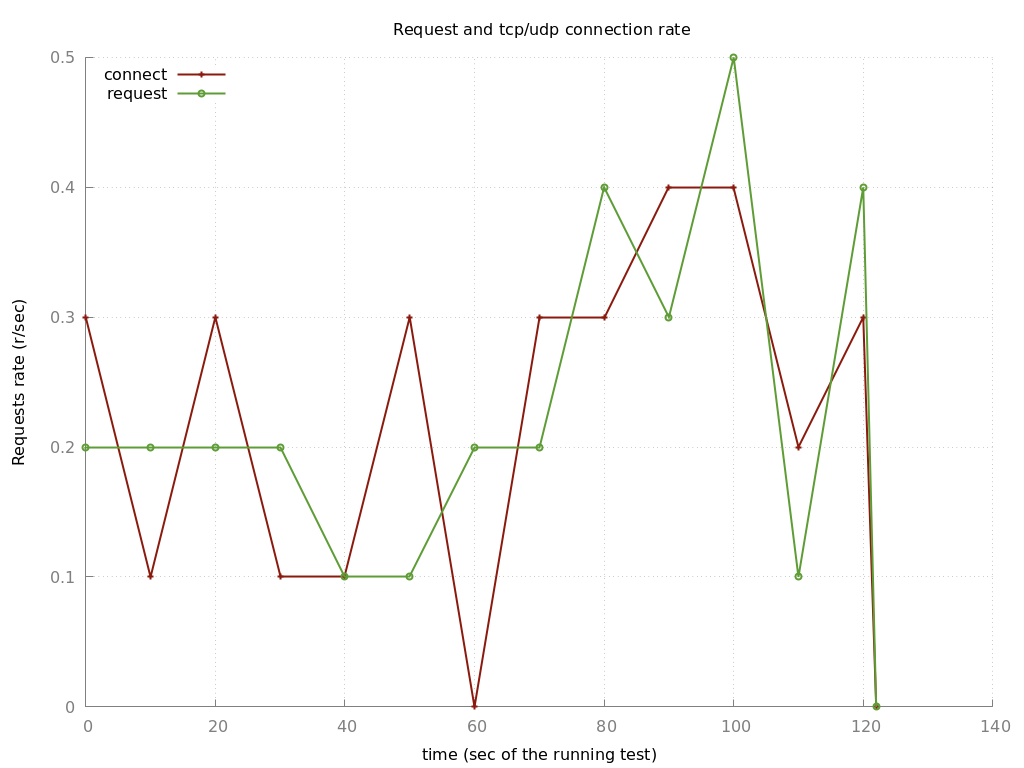 Request and tcp/udp connection rate
connect
request
0.5
0.4
0.3
0.2
0.1
0
Requests rate (r/sec)
0 20 40 60 80 100 120 140
time (sec of the running test)